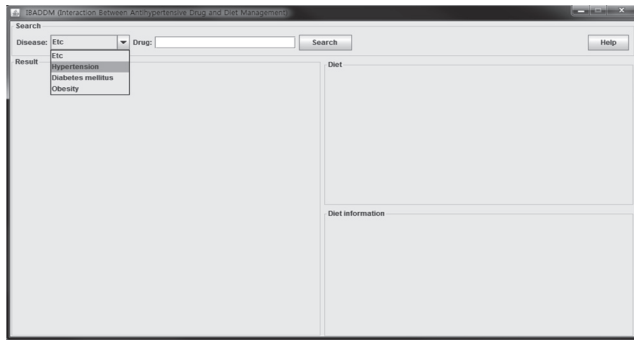 IBADDM (Interaction Between Antihypertensive Drug and Diet Management)
Search
Disease: Etc Drug: Search Help
Etc
Hypertension
Diabetes mellitus
Obesity
Result
Diet
Diet information